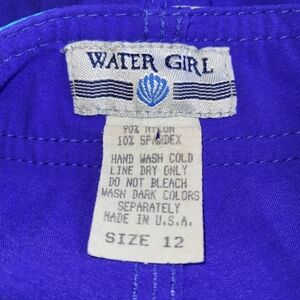 WATER GIRL
90% NYLON
10% SPANDEX
HAND WASH COLD
LINE DRY ONLY
DO NOT BLEACH
WASH DARK COLORS
SEPARATELY
MADE IN U.S.A.
SIZE 12